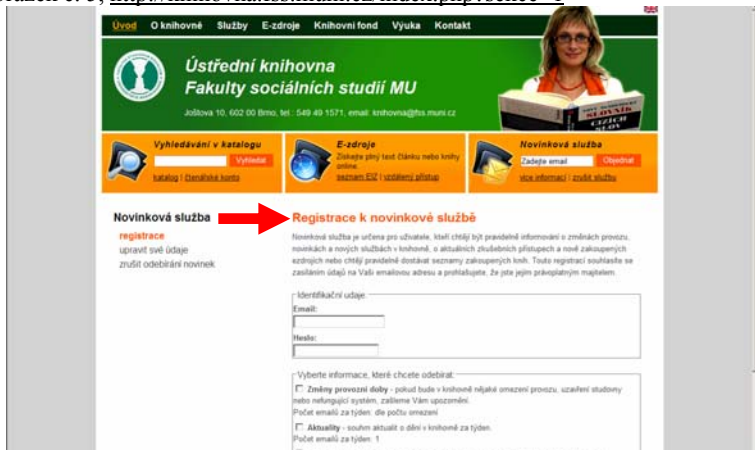 Úvod O knihovně Služby E-zdroje Knihovní fond Výuka Kontakt
Ústřední knihovna
Fakulty sociálních studií MU
Joštova 10, 602 00 Brno, tel.: 549 49 1571, email: knihovna@fss.muni.cz
SLOVNÍK
CIZÍCH
SLOV
Vyhledávání v katalogu
Vyhledat
katalog | čtenářské konto
E-zdroje
Získejte plný text článku nebo knihy
online.
seznam EIZ | vzdálený přístup
Novinková služba
Zadejte email Objednat
více informací | zrušit službu
Novinková služba
registrace
upravit své údaje
zrušit odebírání novinek
Registrace k novinkové službě
Novinková služba je určena pro uživatele, kteří chtějí být pravidelně informováni o změnách provozu,
novinkách a nových službách v knihovně, o aktuálních zkušebních přístupech a nově zakoupených
ezdrojích nebo chtějí pravidelně dostávat seznamy zakoupených knih. Touto registrací souhlasíte se
zasíláním údajů na Vaši emailovou adresu a prohlašujete, že jste jejím právoplatným majitelem.
Identifikační udaje:
Email:
Heslo:
Vyberte informace, které chcete odebírat:
Změny provozní doby - pokud bude v knihovně nějaké omezení provozu, uzavření studovny
nebo nefungující systém, zašleme Vám upozornění.
Počet emailů za týden: dle počtu omezení
Aktuality - souhrn aktualit o dění v knihovně za týden.
Počet emailů za týden: 1